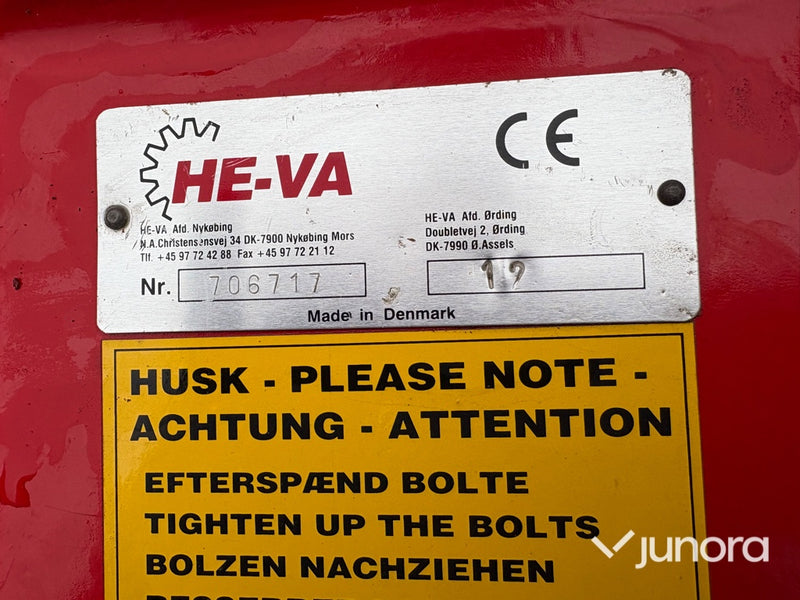 HE-VA
CE
HE-VA Afd. Nykøbing
N.A.Christensensvej 34 DK-7900 Nykøbing Mors
Tlf. +45 97 72 42 88 Fax +45 97 72 21 12
HE-VA Afd. Ørding
Doubletvej 2, Ørding
DK-7990 Ø.Assels
Nr. 706717
19
Made in Denmark
HUSK - PLEASE NOTE -
ACHTUNG - ATTENTION
EFTERSPÆND BOLTE
TIGHTEN UP THE BOLTS
BOLZEN NACHZIEHEN
junora